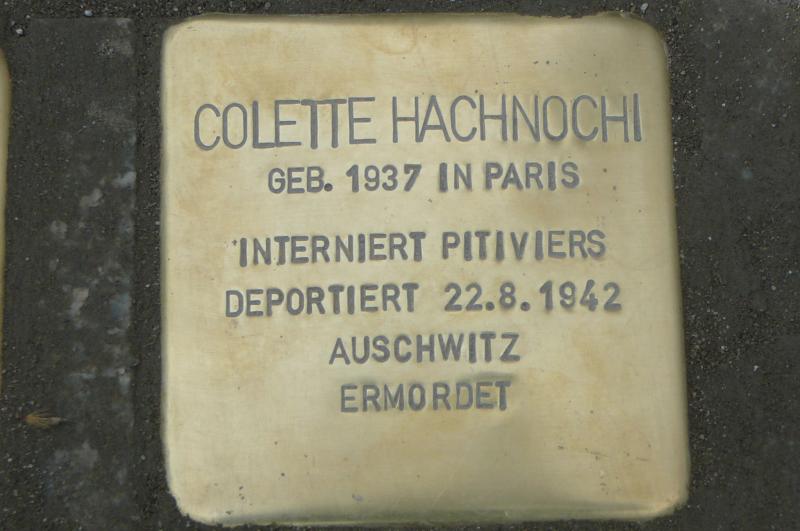 COLETTE HACHNOCHI
GEB. 1937 IN PARIS
INTERNIERT PITIVIERS
DEPORTIERT 22.8.1942
AUSCHWITZ
ERMORDET